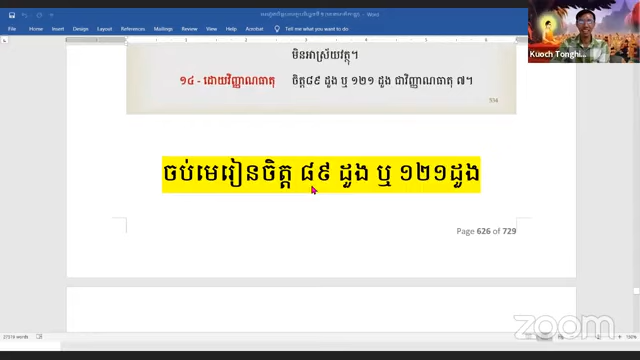 File
Home
Insert
Draw
Design
Layout
References
Mailings
Review
View
Help
Acrobat
Tell me what you want to do
Kuoch Tonghi...
មិនអាស្រ័យវត្ថុ។
១៤ - ដោយវិញ្ញាណធាតុ ចិត្ត៨៩ ដួង ឬ ១២១ ដួង ជាវិញ្ញាណធាតុ ៧។
ចប់មេរៀនចិត្ត ៨៩ ដួង ឬ ១២១ដួង
Page 626 of 729
zoom